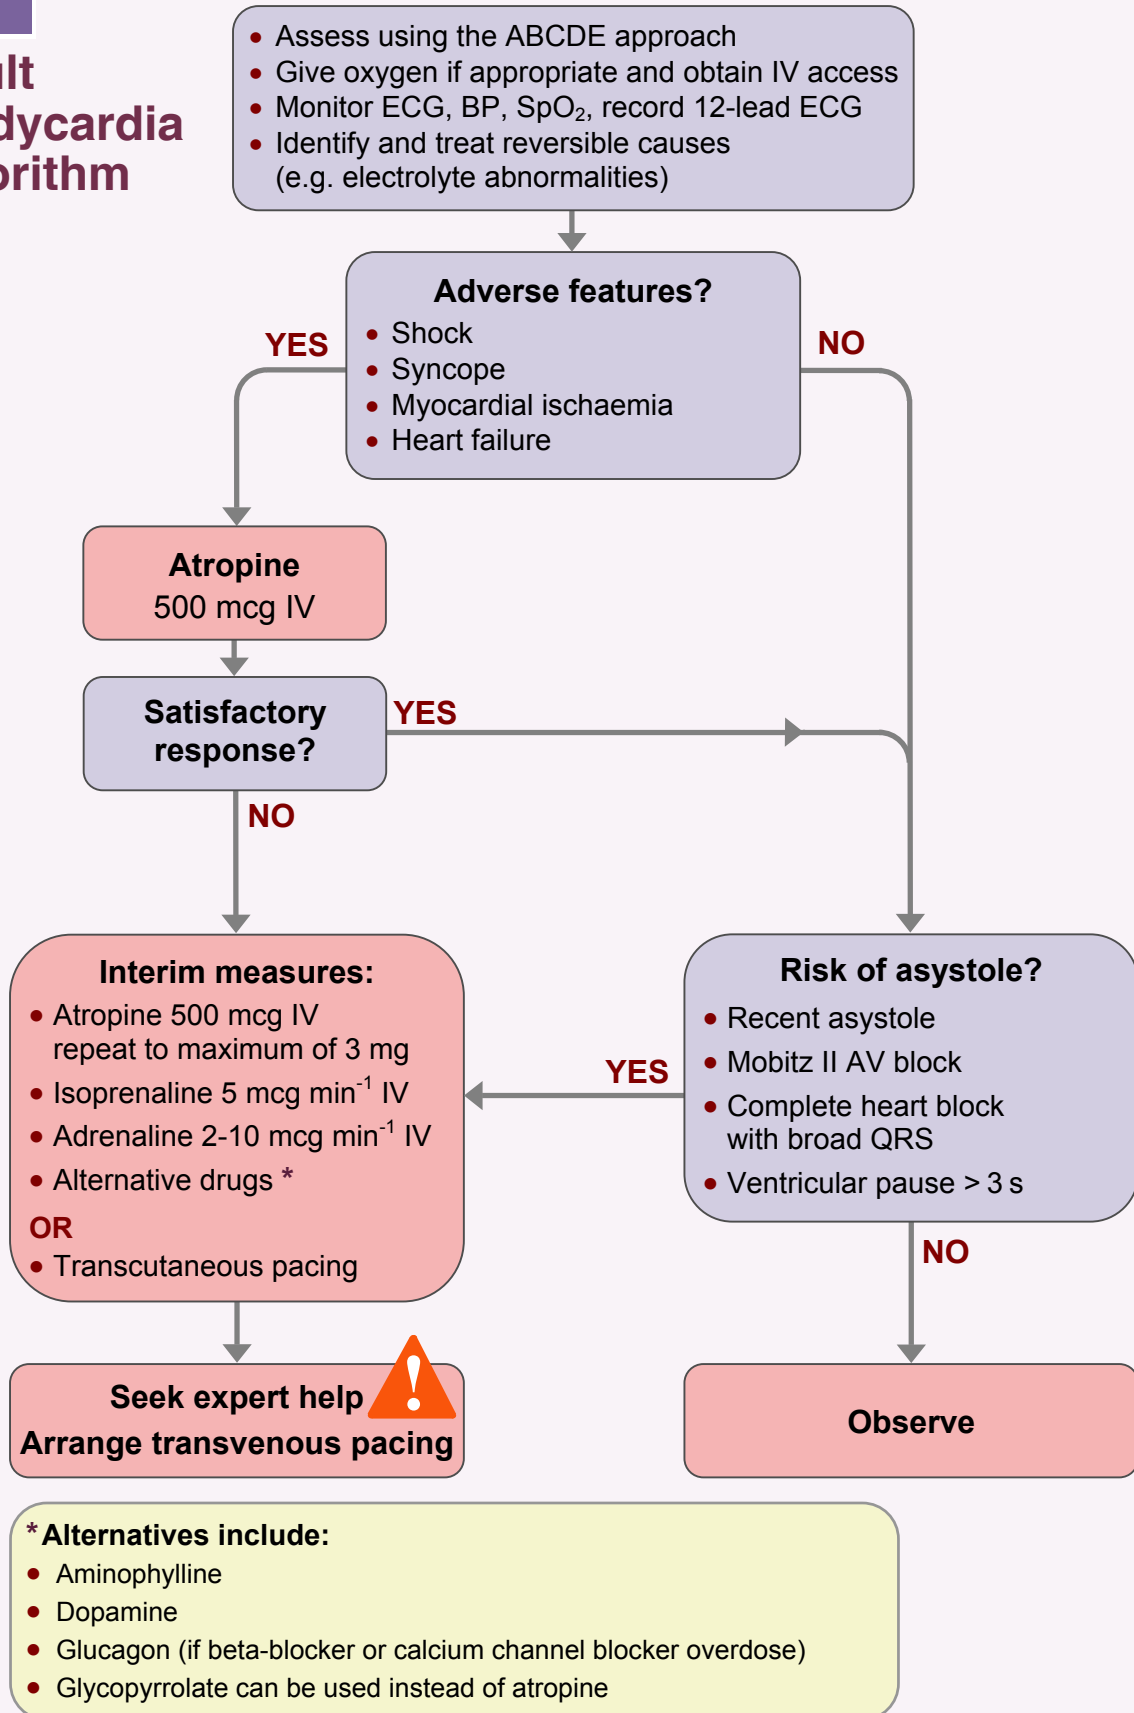 • Assess using the ABCDE approach
• Give oxygen if appropriate and obtain IV access
• Monitor ECG, BP, SpO₂, record 12-lead ECG
• Identify and treat reversible causes
(e.g. electrolyte abnormalities)
Adverse features?
• Shock
• Syncope
• Myocardial ischaemia
• Heart failure
YES
NO
Atropine
500 mcg IV
Satisfactory
response?
YES
NO
Interim measures:
• Atropine 500 mcg IV
repeat to maximum of 3 mg
• Isoprenaline 5 mcg min⁻¹ IV
• Adrenaline 2-10 mcg min⁻¹ IV
• Alternative drugs *
OR
• Transcutaneous pacing
YES
Risk of asystole?
• Recent asystole
• Mobitz II AV block
• Complete heart block
with broad QRS
• Ventricular pause > 3 s
NO
Seek expert help
!
Arrange transvenous pacing
Observe
* Alternatives include:
• Aminophylline
• Dopamine
• Glucagon (if beta-blocker or calcium channel blocker overdose)
• Glycopyrrolate can be used instead of atropine